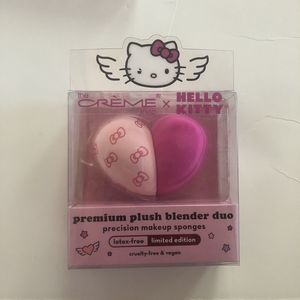 the
CRÈME x HELLO
SHOP KITTY
premium plush blender duo
precision makeup sponges
latex-free limited edition
cruelty-free & vegan